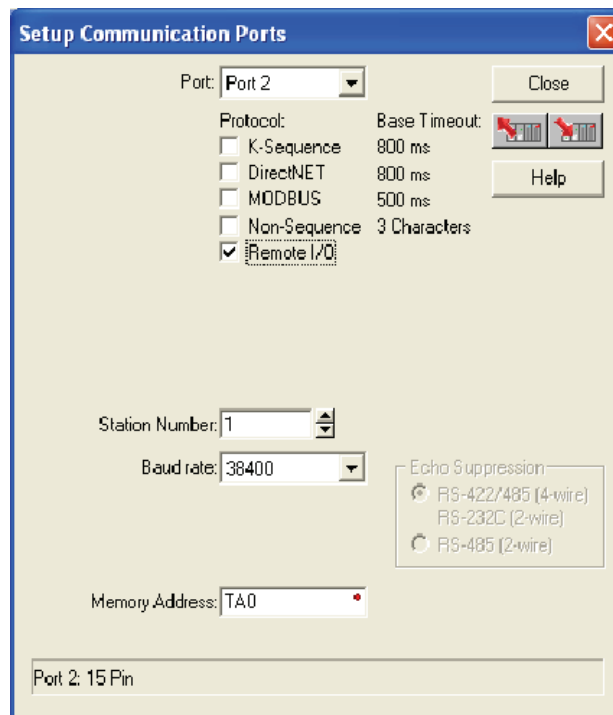 Setup Communication Ports
Port: Port 2
Close
Protocol: Base Timeout:
K-Sequence 800 ms
DirectNET 800 ms
Help
MODBUS 500 ms
Non-Sequence 3 Characters
Remote I/O
Station Number: 1
Baud rate: 38400
Echo Suppression
RS-422/485 (4-wire)
RS-232C (2-wire)
RS-485 (2-wire)
Memory Address: TA0
Port 2: 15 Pin